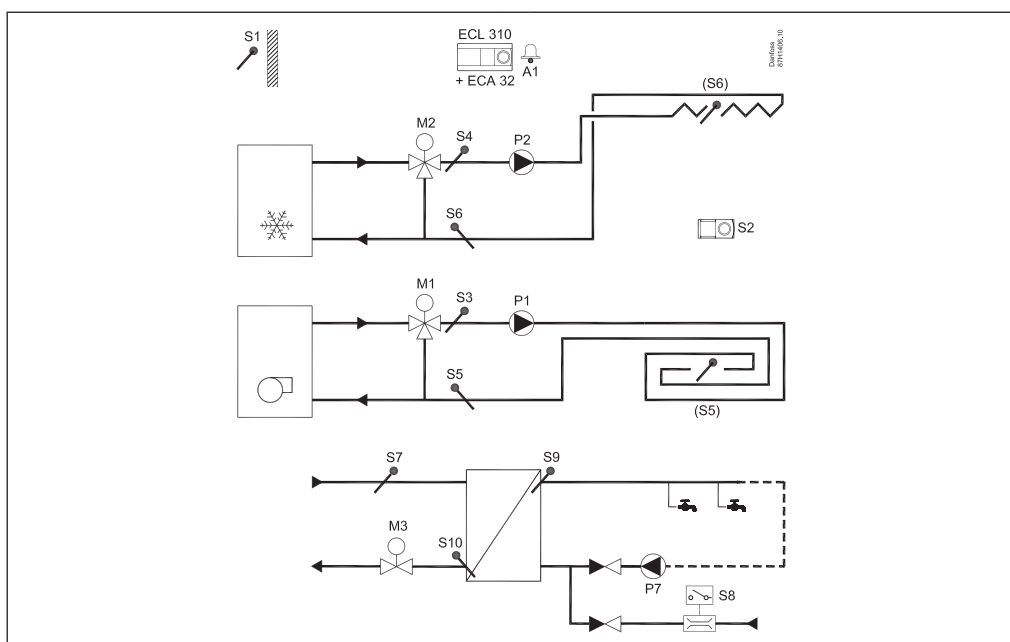 S1
ECL 310
+ ECA 32
A1
Danfoss
87H1406.10
(S6)
M2
S4
P2
S6
S2
M1
S3
P1
S5
(S5)
S7
S9
M3
S10
P7
S8